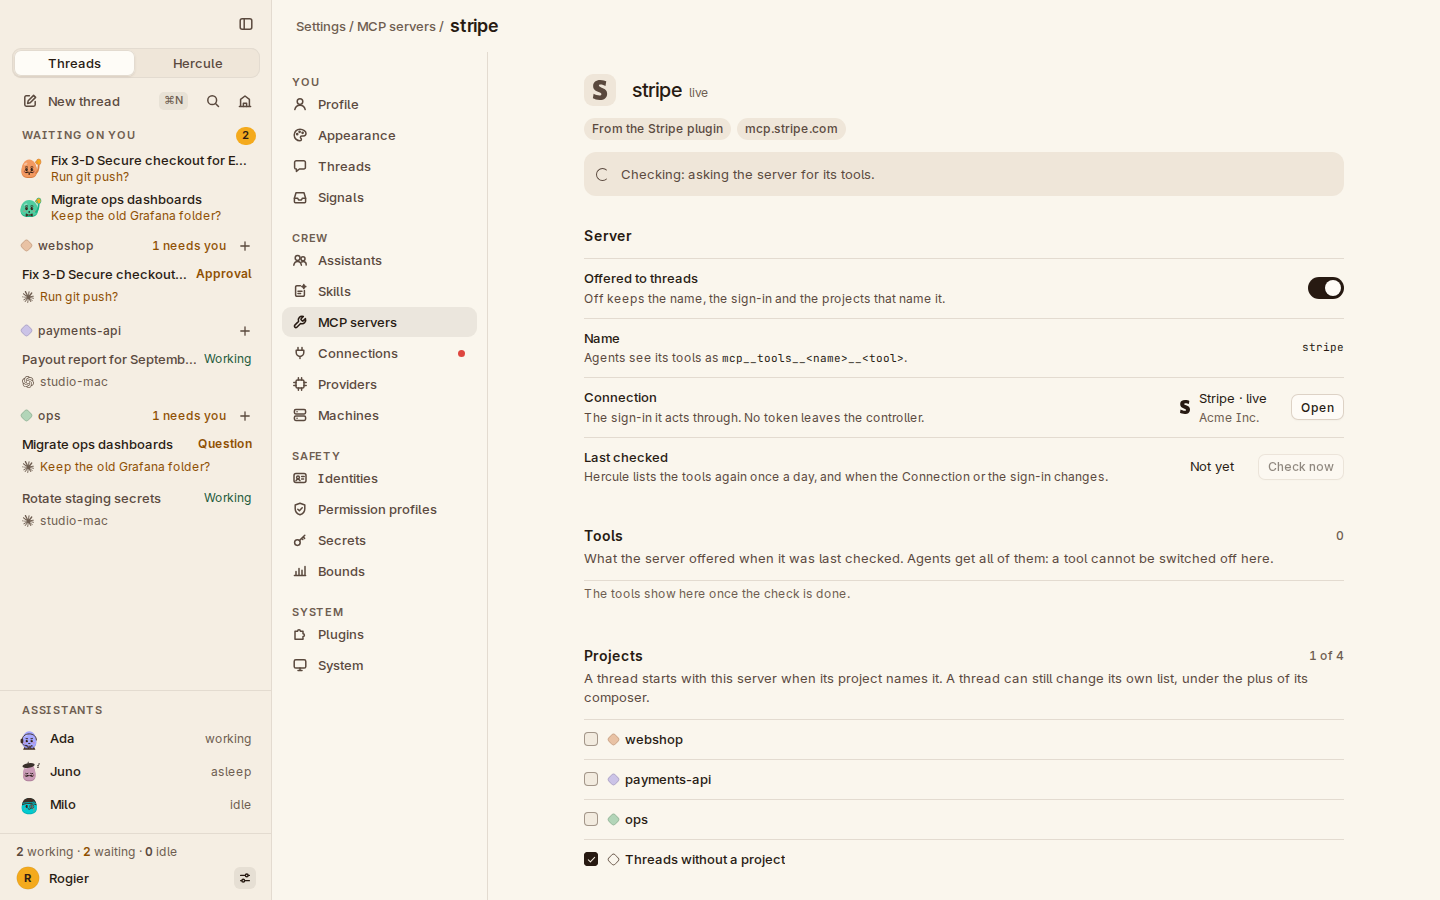 Threads
Hercule
New thread
⌘N
WAITING ON YOU
2
Fix 3-D Secure checkout for E...
Run git push?
Migrate ops dashboards
Keep the old Grafana folder?
webshop
1 needs you
Fix 3-D Secure checkout...
Approval
Run git push?
payments-api
Payout report for Septemb...
Working
studio-mac
ops
1 needs you
Migrate ops dashboards
Question
Keep the old Grafana folder?
Rotate staging secrets
Working
studio-mac
ASSISTANTS
Ada
working
Juno
asleep
Milo
idle
2 working · 2 waiting · 0 idle
R
Rogier
Settings / MCP servers / stripe
YOU
Profile
Appearance
Threads
Signals
CREW
Assistants
Skills
MCP servers
Connections
Providers
Machines
SAFETY
Identities
Permission profiles
Secrets
Bounds
SYSTEM
Plugins
System
stripe live
From the Stripe plugin
mcp.stripe.com
Checking: asking the server for its tools.
Server
Offered to threads
Off keeps the name, the sign-in and the projects that name it.
Name
Agents see its tools as mcp__tools__<name>__<tool>.
stripe
Connection
The sign-in it acts through. No token leaves the controller.
S
Stripe · live
Acme Inc.
Open
Last checked
Hercule lists the tools again once a day, and when the Connection or the sign-in changes.
Not yet
Check now
Tools
0
What the server offered when it was last checked. Agents get all of them: a tool cannot be switched off here.
The tools show here once the check is done.
Projects
1 of 4
A thread starts with this server when its project names it. A thread can still change its own list, under the plus of its
composer.
webshop
payments-api
ops
Threads without a project